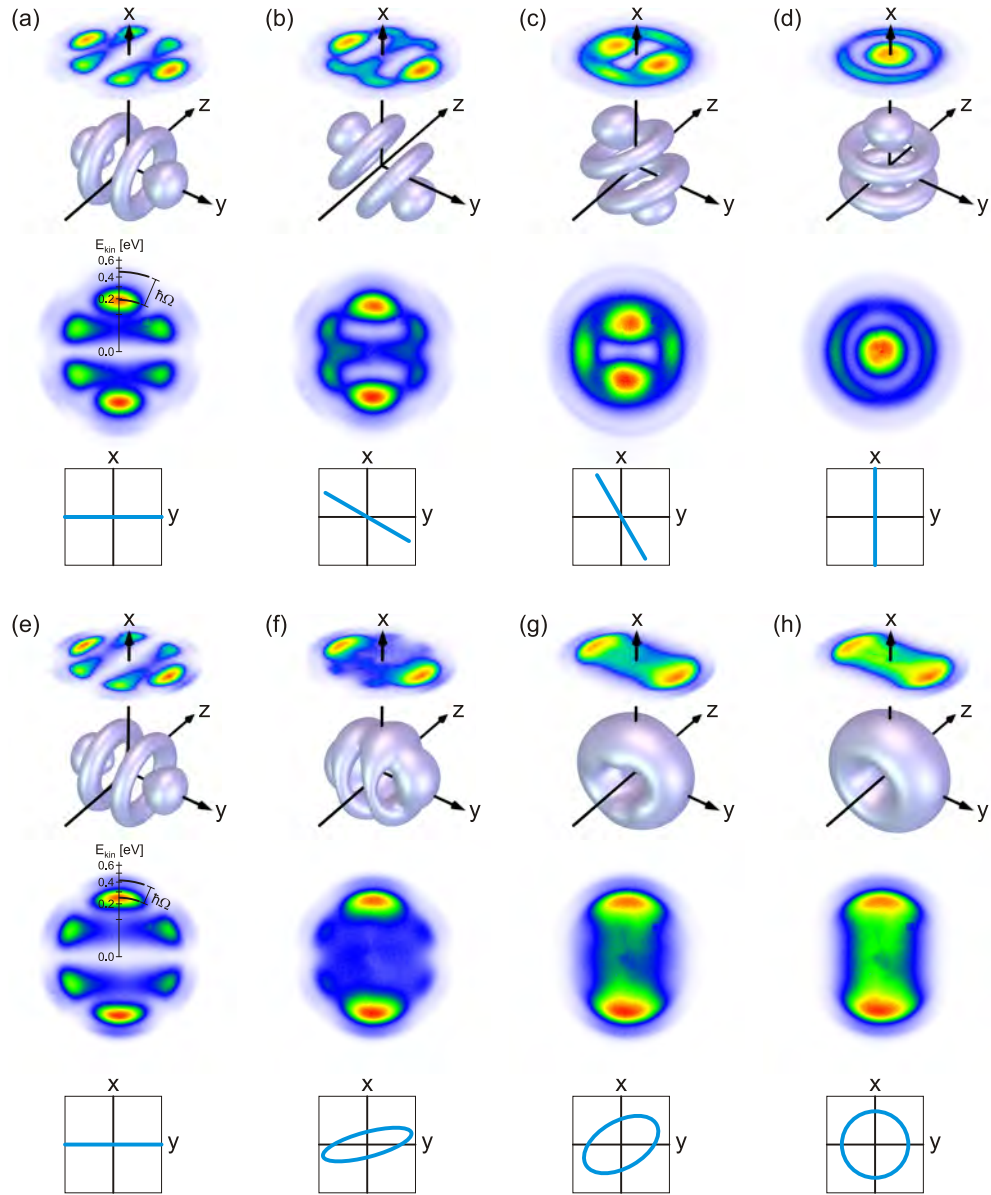 (a) x (b) x (c) x (d) x
z z z z
y y y y
E_kin [eV]
0.6
0.4
ħΩ
0.2
0.0
x x x x
y y y y
(e) x (f) x (g) x (h) x
z z z z
y y y y
E_kin [eV]
0.6
0.4
ħΩ
0.2
0.0
x x x x
y y y y